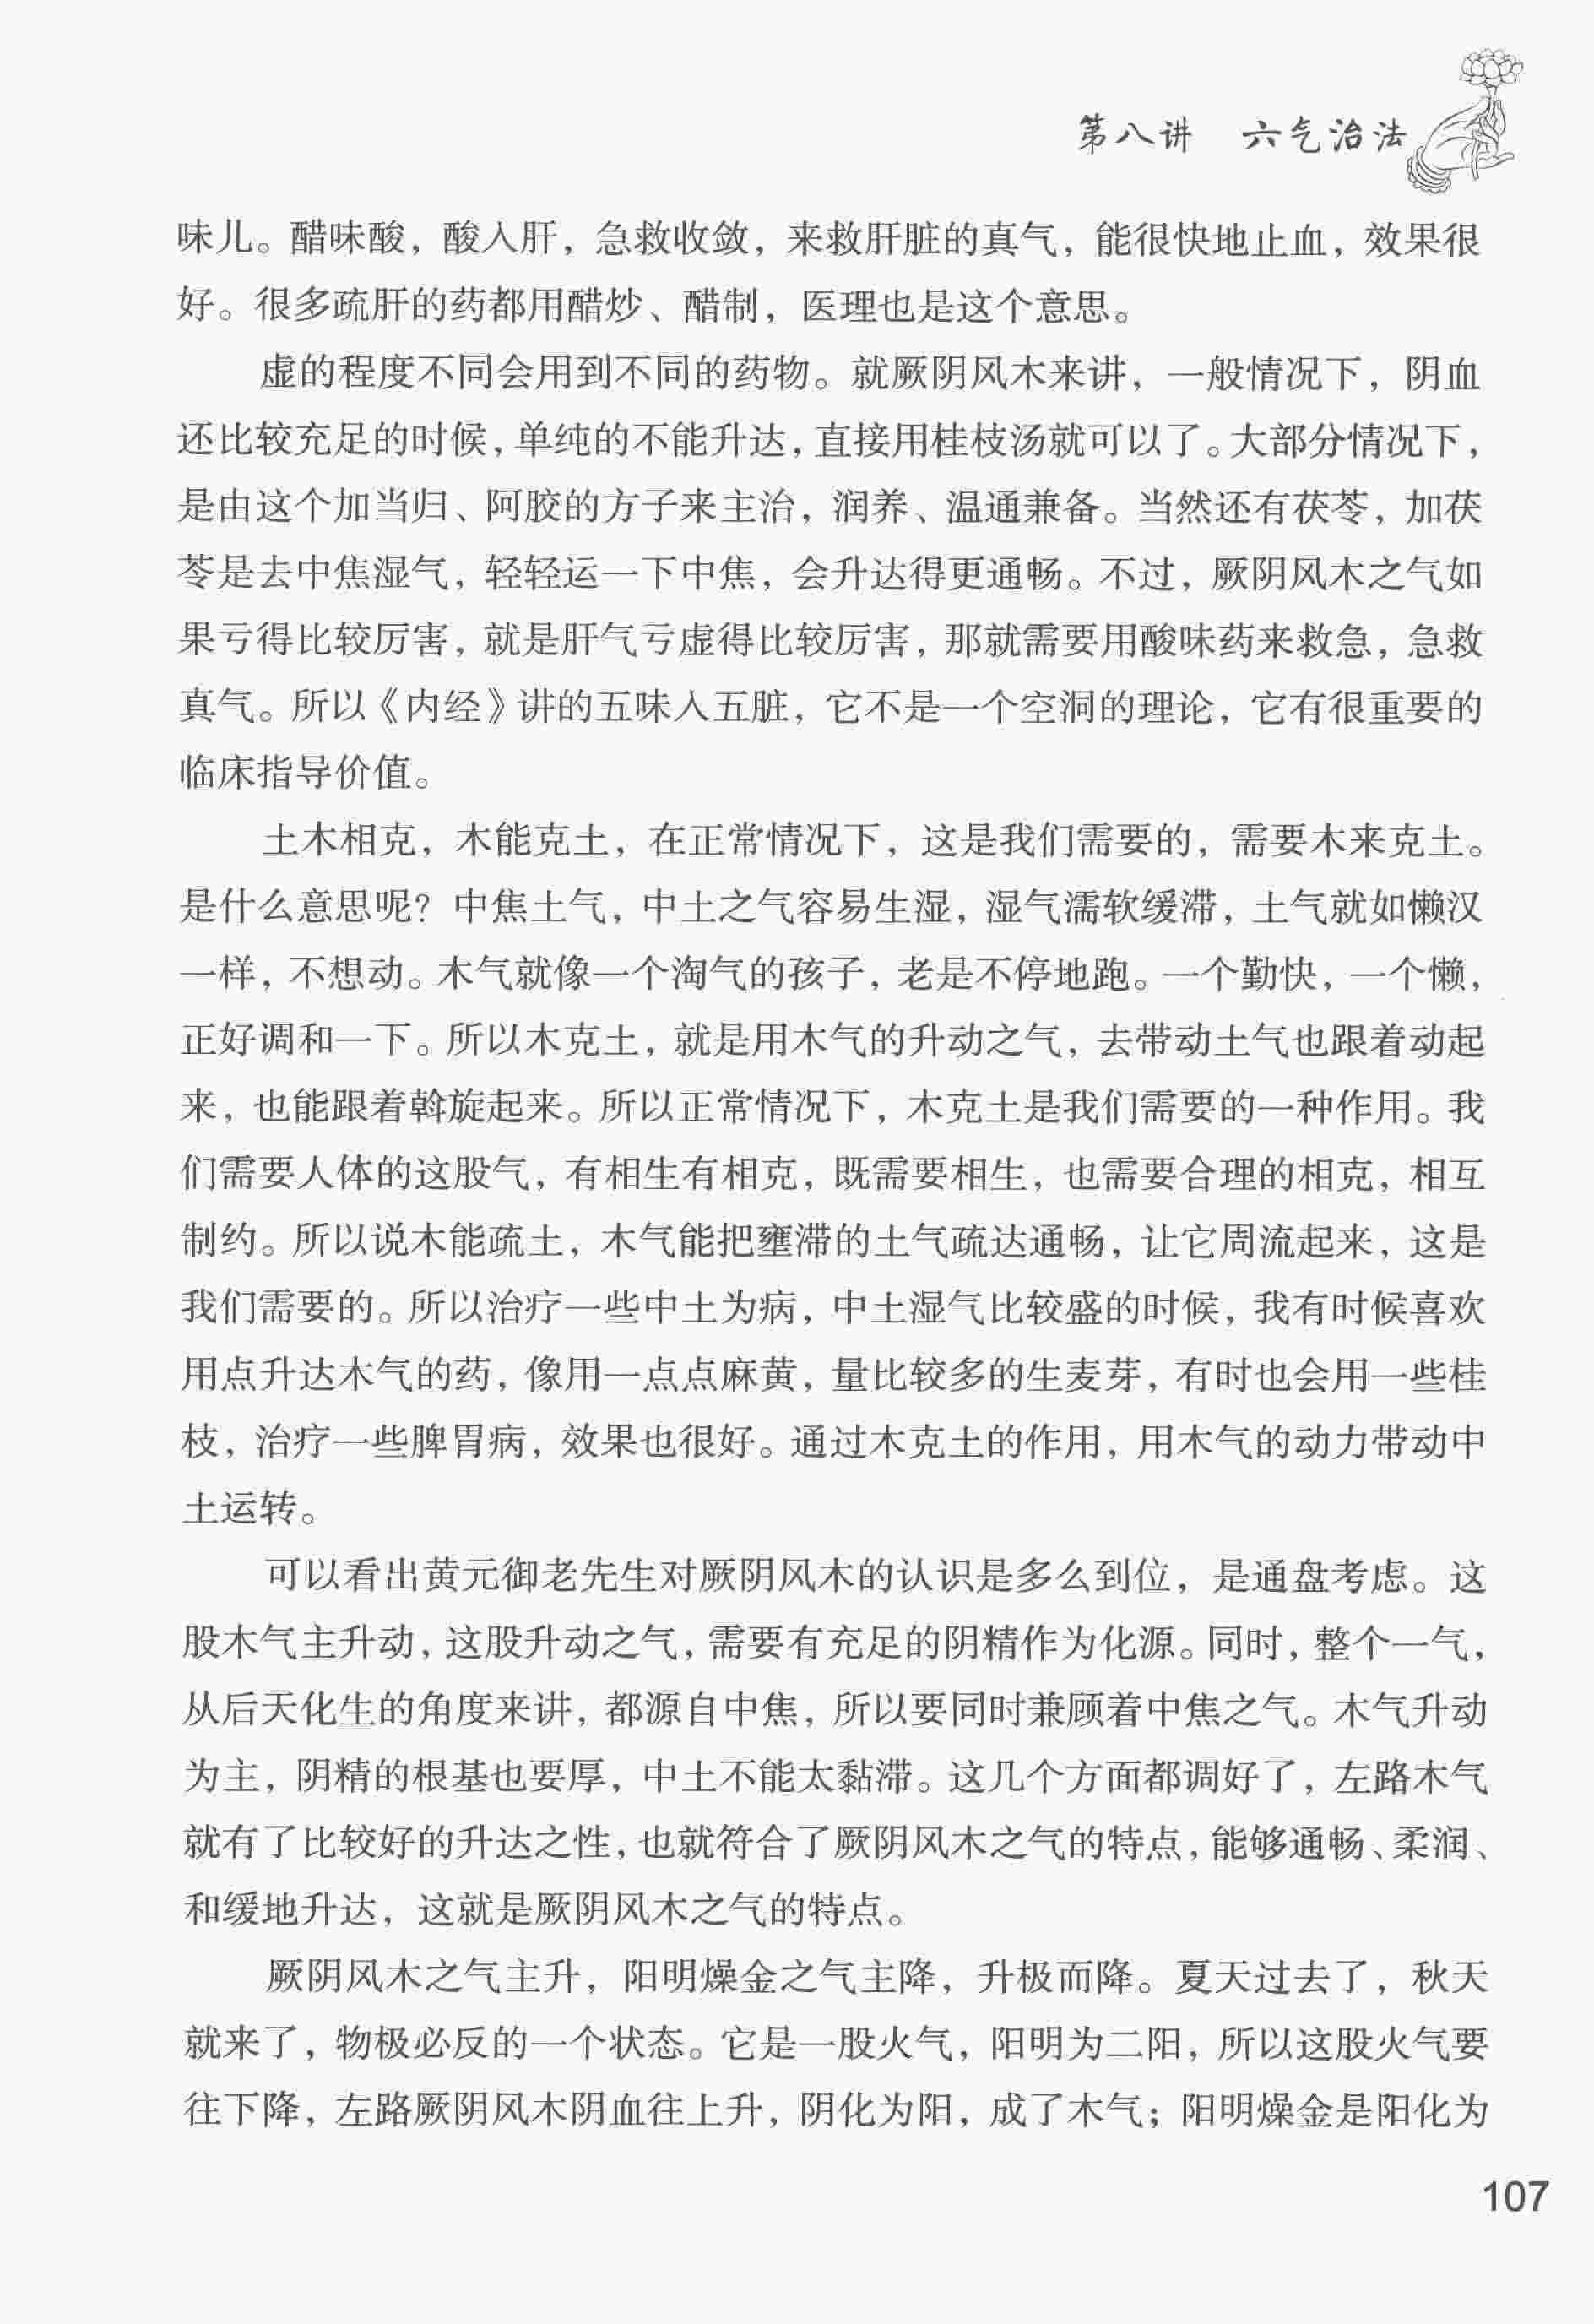 第八讲 六气治法
味儿。醋味酸，酸入肝，急救收敛，来救肝脏的真气，能很快地止血，效果很
好。很多疏肝的药都用醋炒、醋制，医理也是这个意思。
虚的程度不同会用到不同的药物。就厥阴风木来讲，一般情况下，阴血
还比较充足的时候，单纯的不能升达，直接用桂枝汤就可以了。大部分情况下，
是由这个加当归、阿胶的方子来主治，润养、温通兼备。当然还有茯苓，加茯
苓是去中焦湿气，轻轻运一下中焦，会升达得更通畅。不过，厥阴风木之气如
果亏得比较厉害，就是肝气亏虚得比较厉害，那就需要用酸味药来救急，急救
真气。所以《内经》讲的五味入五脏，它不是一个空洞的理论，它有很重要的
临床指导价值。
土木相克，木能克土，在正常情况下，这是我们需要的，需要木来克土。
是什么意思呢？中焦土气，中土之气容易生湿，湿气濡软缓滞，土气就如懒汉
一样，不想动。木气就像一个淘气的孩子，老是不停地跑。一个勤快，一个懒，
正好调和一下。所以木克土，就是用木气的升动之气，去带动土气也跟着动起
来，也能跟着斡旋起来。所以正常情况下，木克土是我们需要的一种作用。我
们需要人体的这股气，有相生有相克，既需要相生，也需要合理的相克，相互
制约。所以说木能疏土，木气能把壅滞的土气疏达通畅，让它周流起来，这是
我们需要的。所以治疗一些中土为病，中土湿气比较盛的时候，我有时候喜欢
用点升达木气的药，像用一点点麻黄，量比较多的生麦芽，有时也会用一些桂
枝，治疗一些脾胃病，效果也很好。通过木克土的作用，用木气的动力带动中
土运转。
可以看出黄元御老先生对厥阴风木的认识是多么到位，是通盘考虑。这
股木气主升动，这股升动之气，需要有充足的阴精作为化源。同时，整个一气，
从后天化生的角度来讲，都源自中焦，所以要同时兼顾着中焦之气。木气升动
为主，阴精的根基也要厚，中土不能太黏滞。这几个方面都调好了，左路木气
就有了比较好的升达之性，也就符合了厥阴风木之气的特点，能够通畅、柔润、
和缓地升达，这就是厥阴风木之气的特点。
厥阴风木之气主升，阳明燥金之气主降，升极而降。夏天过去了，秋天
就来了，物极必反的一个状态。它是一股火气，阳明为二阳，所以这股火气要
往下降，左路厥阴风木阴血往上升，阴化为阳，成了木气；阳明燥金是阳化为
107